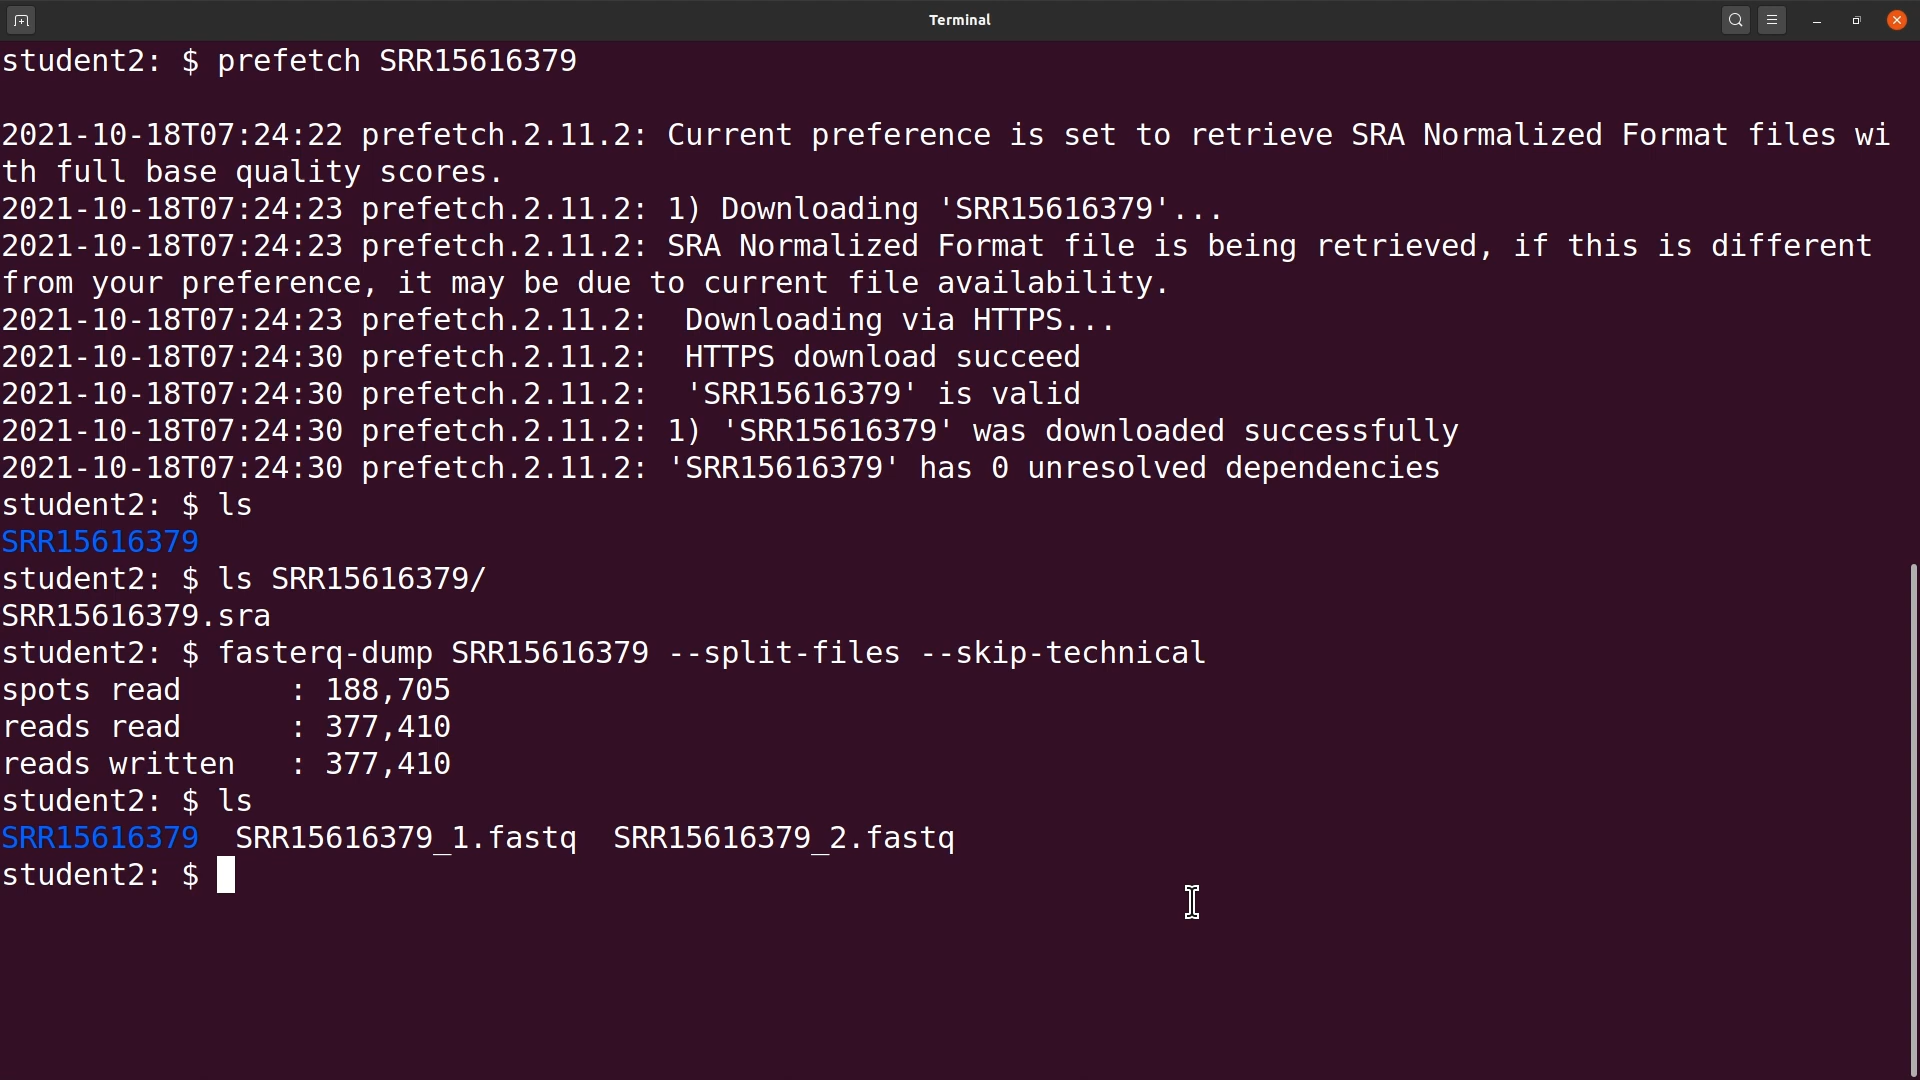 Terminal
student2: $ prefetch SRR15616379
2021-10-18T07:24:22 prefetch.2.11.2: Current preference is set to retrieve SRA Normalized Format files wi
th full base quality scores.
2021-10-18T07:24:23 prefetch.2.11.2: 1) Downloading 'SRR15616379'...
2021-10-18T07:24:23 prefetch.2.11.2: SRA Normalized Format file is being retrieved, if this is different
from your preference, it may be due to current file availability.
2021-10-18T07:24:23 prefetch.2.11.2:  Downloading via HTTPS...
2021-10-18T07:24:30 prefetch.2.11.2:  HTTPS download succeed
2021-10-18T07:24:30 prefetch.2.11.2:  'SRR15616379' is valid
2021-10-18T07:24:30 prefetch.2.11.2: 1) 'SRR15616379' was downloaded successfully
2021-10-18T07:24:30 prefetch.2.11.2: 'SRR15616379' has 0 unresolved dependencies
student2: $ ls
SRR15616379
student2: $ ls SRR15616379/
SRR15616379.sra
student2: $ fasterq-dump SRR15616379 --split-files --skip-technical
spots read      : 188,705
reads read      : 377,410
reads written   : 377,410
student2: $ ls
SRR15616379  SRR15616379_1.fastq  SRR15616379_2.fastq
student2: $